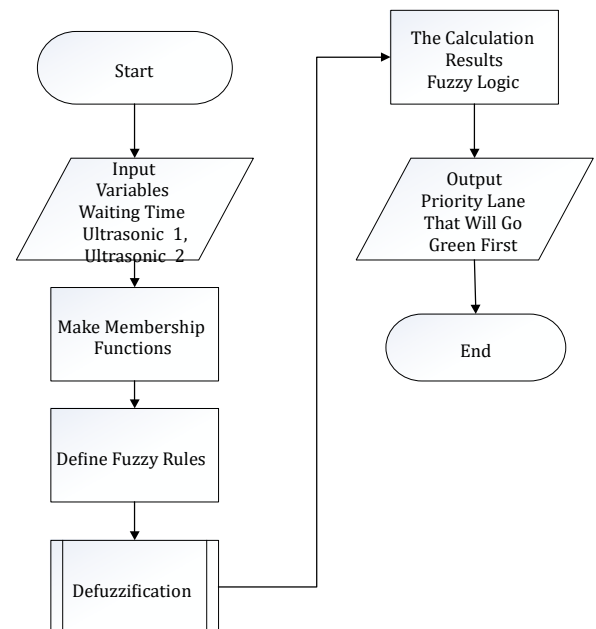 Start
Input
Variables
Waiting Time
Ultrasonic 1,
Ultrasonic 2
Make Membership
Functions
Define Fuzzy Rules
Defuzzification
The Calculation
Results
Fuzzy Logic
Output
Priority Lane
That Will Go
Green First
End